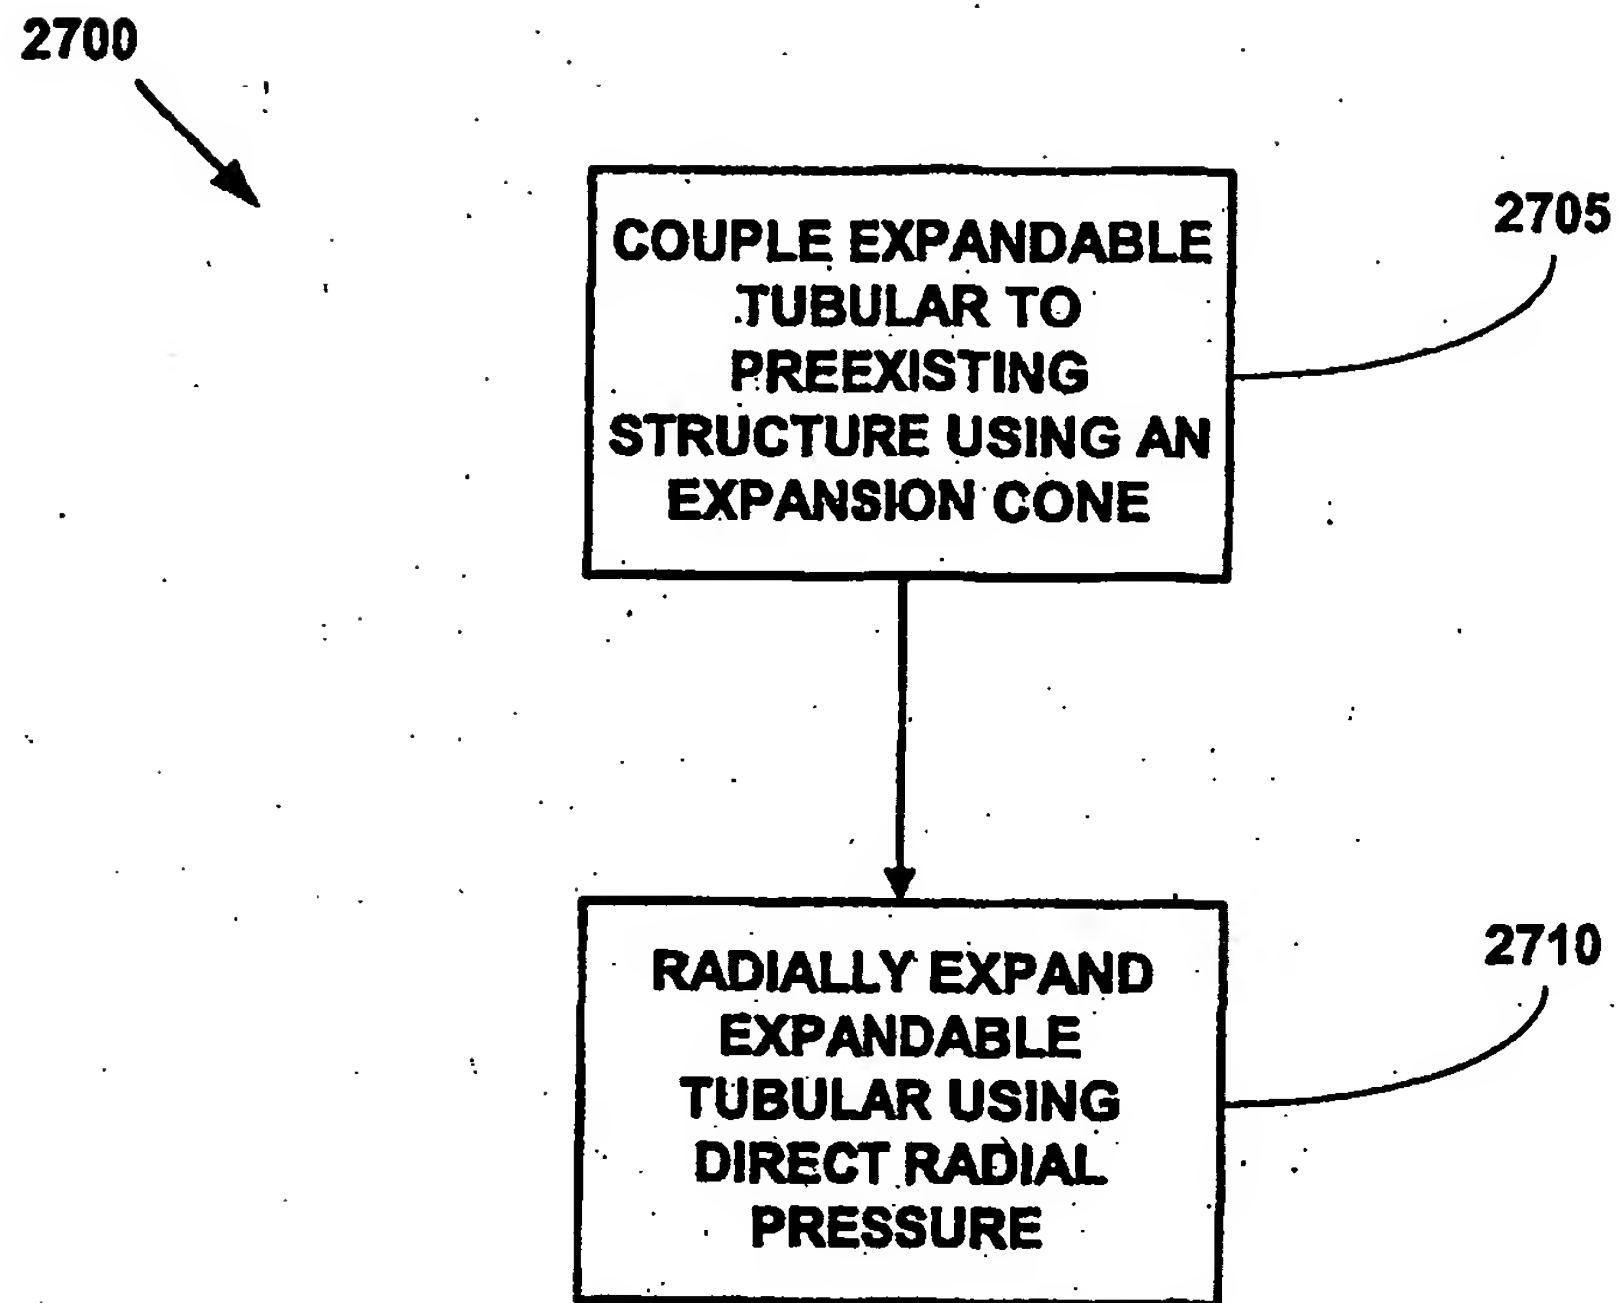 2700
COUPLE EXPANDABLE
TUBULAR TO
PREEXISTING
STRUCTURE USING AN
EXPANSION CONE
2705
RADIALLY EXPAND
EXPANDABLE
TUBULAR USING
DIRECT RADIAL
PRESSURE
2710